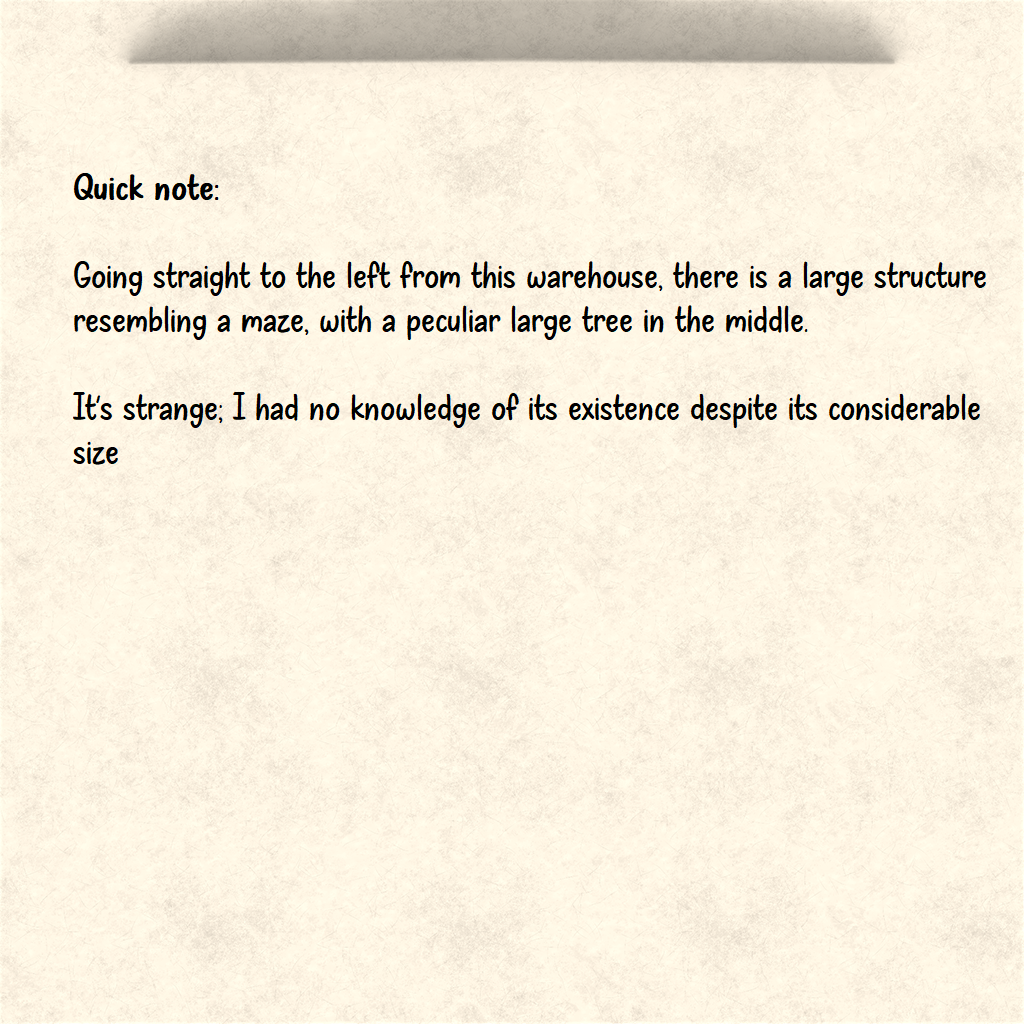 Quick note:
Going straight to the left from this warehouse, there is a large structure
resembling a maze, with a peculiar large tree in the middle.
It's strange; I had no knowledge of its existence despite its considerable
size